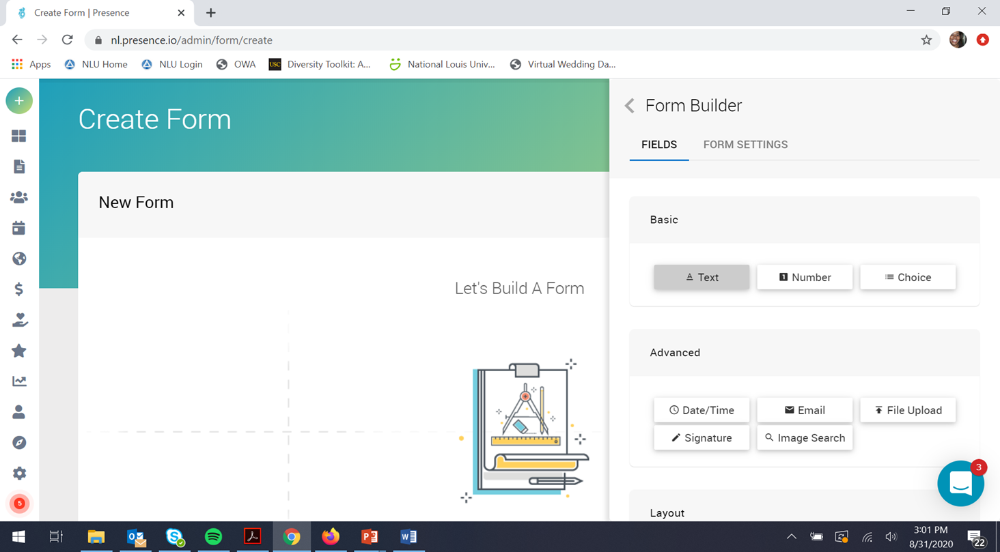 Create Form | Presence
nl.presence.io/admin/form/create
Apps NLU Home NLU Login OWA USC Diversity Toolkit: A... National Louis Univ... Virtual Wedding Da...
Create Form
New Form
Let's Build A Form
5
Form Builder
FIELDS FORM SETTINGS
Basic
A Text 1 Number Choice
Advanced
Date/Time Email File Upload
Signature Image Search
3
Layout
3:01 PM
8/31/2020
22